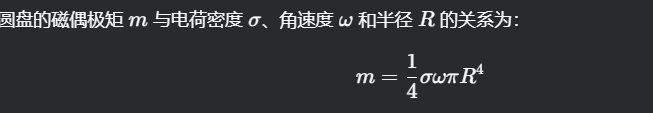 圆盘的磁偶极矩 m 与电荷密度 σ、角速度 ω 和半径 R 的关系为：
m = \frac{1}{4}σωπR^4